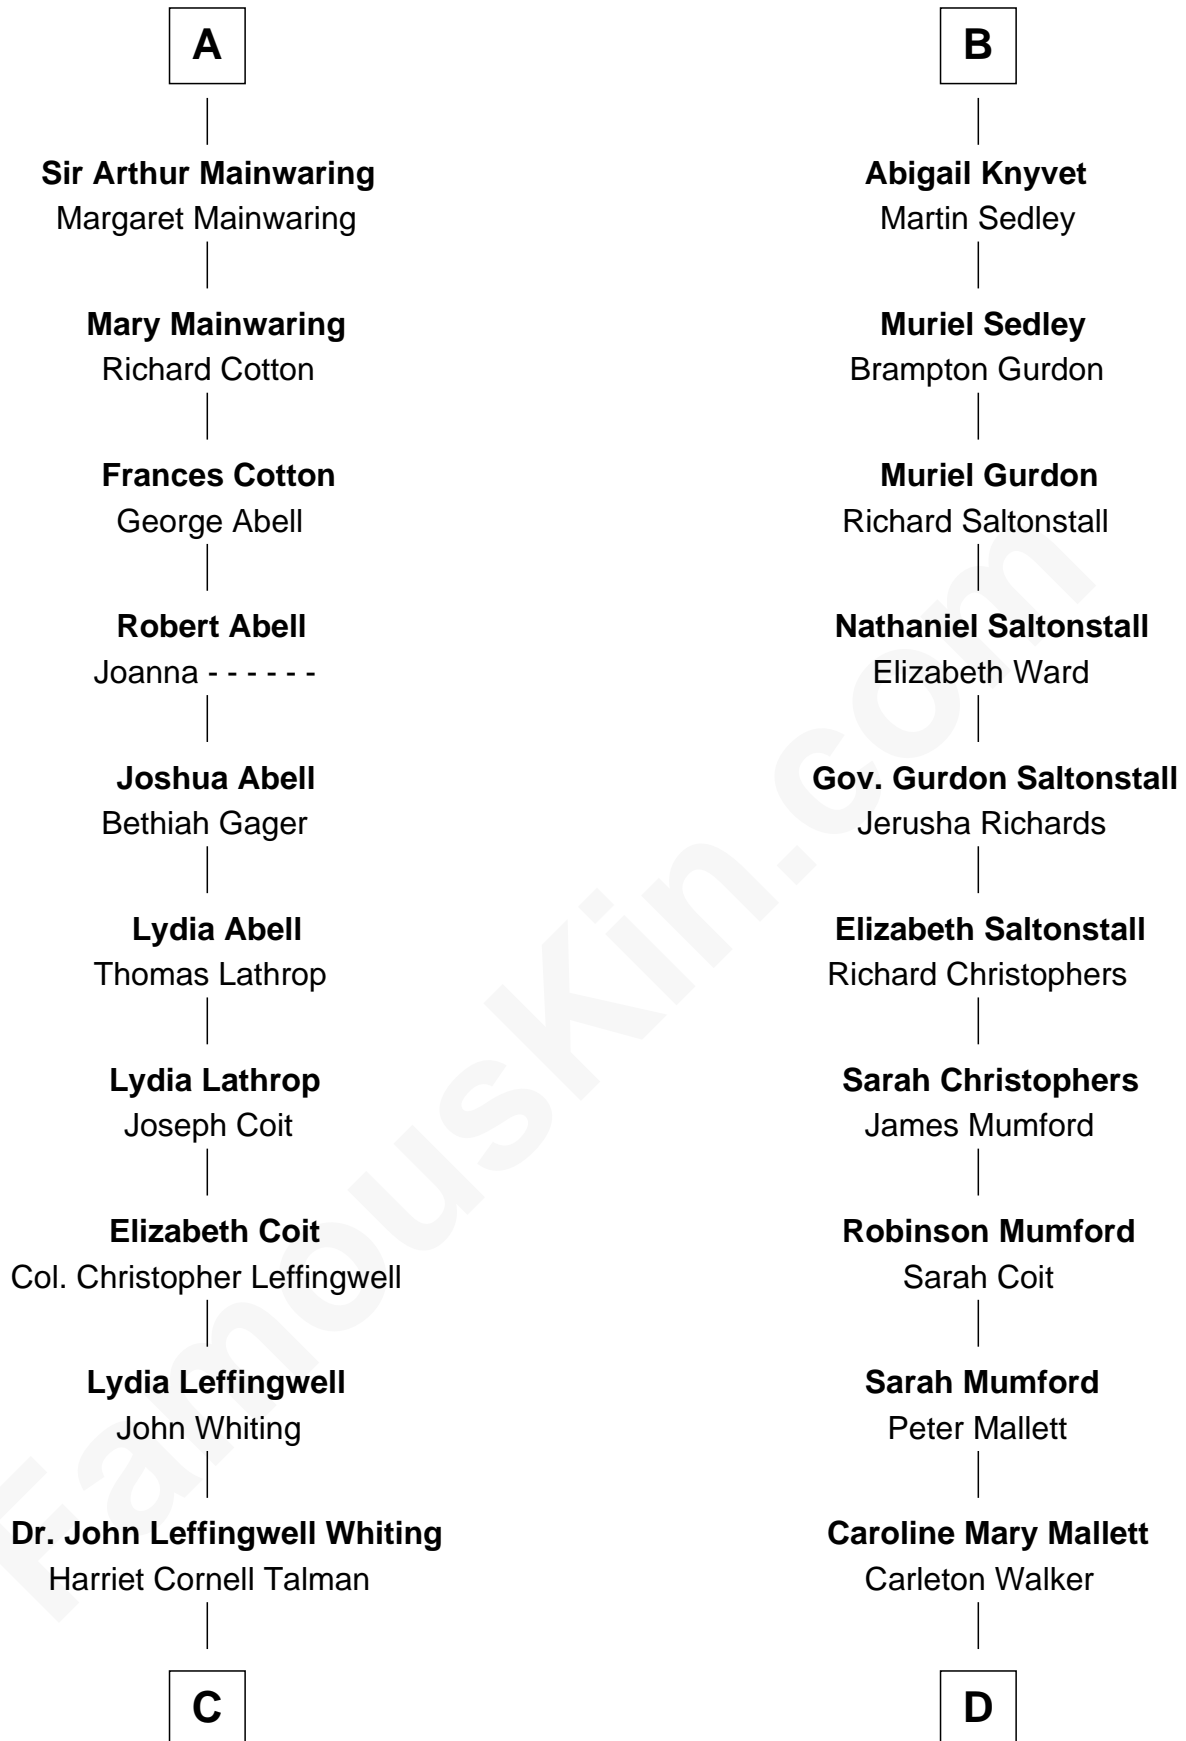 A
Sir Arthur Mainwaring
Margaret Mainwaring
Mary Mainwaring
Richard Cotton
Frances Cotton
George Abell
Robert Abell
Joanna - - - - - -
Joshua Abell
Bethiah Gager
Lydia Abell
Thomas Lathrop
Lydia Lathrop
Joseph Coit
Elizabeth Coit
Col. Christopher Leffingwell
Lydia Leffingwell
John Whiting
Dr. John Leffingwell Whiting
Harriet Cornell Talman
C
B
Abigail Knyvet
Martin Sedley
Muriel Sedley
Brampton Gurdon
Muriel Gurdon
Richard Saltonstall
Nathaniel Saltonstall
Elizabeth Ward
Gov. Gurdon Saltonstall
Jerusha Richards
Elizabeth Saltonstall
Richard Christophers
Sarah Christophers
James Mumford
Robinson Mumford
Sarah Coit
Sarah Mumford
Peter Mallett
Caroline Mary Mallett
Carleton Walker
D
FamousKin.com